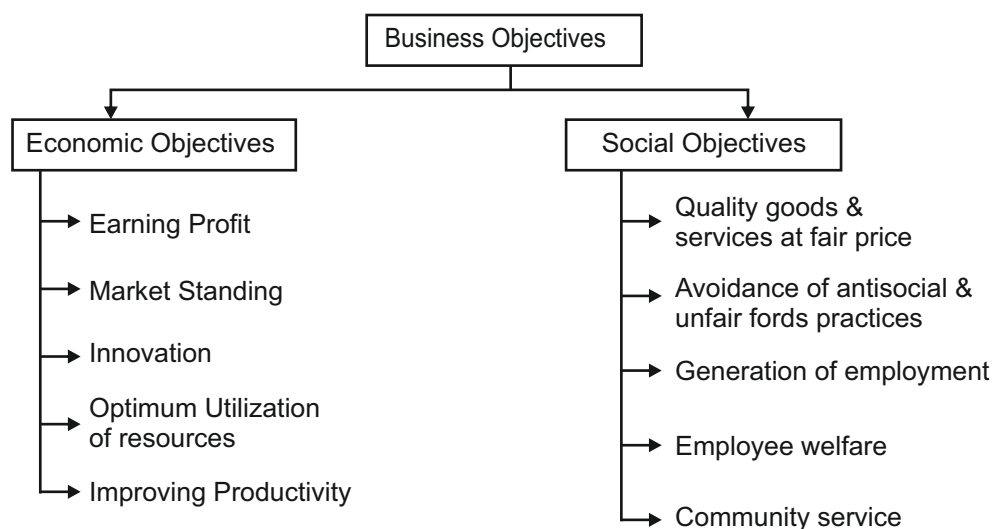 Business Objectives
Economic Objectives
Earning Profit
Market Standing
Innovation
Optimum Utilization
of resources
Improving Productivity
Social Objectives
Quality goods &
services at fair price
Avoidance of antisocial &
unfair fords practices
Generation of employment
Employee welfare
Community service